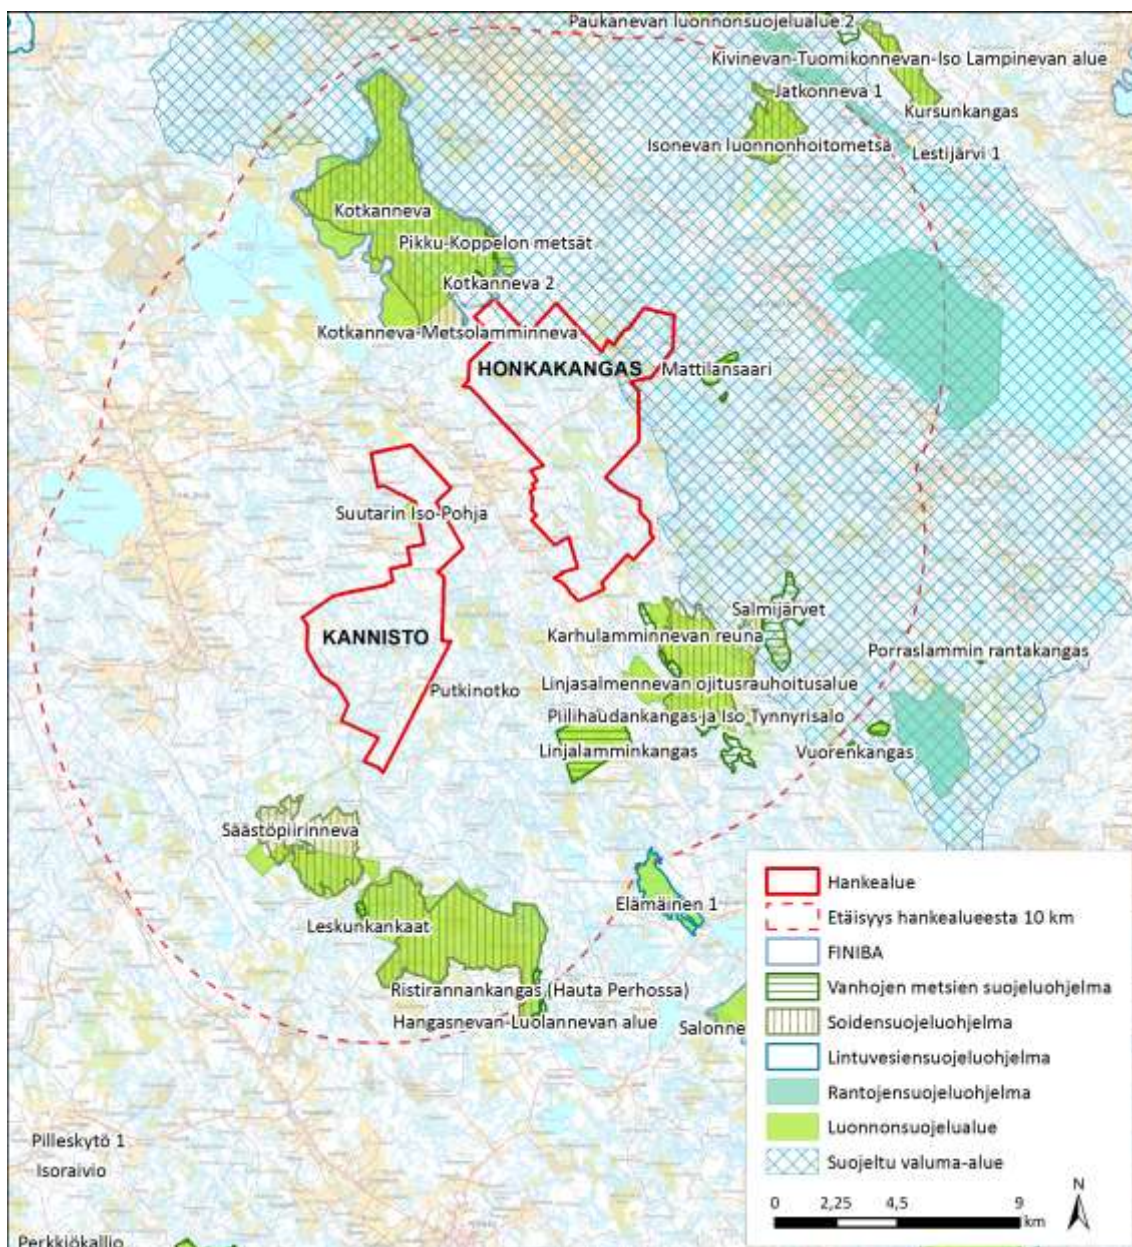 Paukanevan luonnonsuojelualue 2
Kivinevan-Tuomikonnevan-Iso Lampinevan alue
Jatkonneva 1
Kursunkangas
Isonevan luonnonhoitometsä
Lestijärvi 1
Kotkanneva
Pikku-Koppelon metsät
Kotkanneva 2
Kotkanneva-Metsolamminneva
HONKAKANGAS
Mattilansaari
Suutarin Iso-Pohja
KANNISTO
Salmijärvet
Karhulamminnevan reuna
Porraslammin rantakangas
Putkinotko
Linjasalmennevan ojitusrauhoitusalue
Piilihaudankangas ja Iso Tynnyrisalo
Linjalamminkangas
Vuorenkangas
Säästöpiirinneva
Elämäinen 1
Leskunkankaat
Ristirannankangas (Hauta Perhossa)
Hangasnevan-Luolannevan alue
Salonne
Pilleskytö 1
Isoraivio
Perkkiökallio
Hankealue
Etäisyys hankealueesta 10 km
FINIBA
Vanhojen metsien suojeluohjelma
Soidensuojeluohjelma
Lintuvesiensuojeluohjelma
Rantojensuojeluohjelma
Luonnonsuojelualue
Suojeltu valuma-alue
N
0 2,25 4,5 9
km